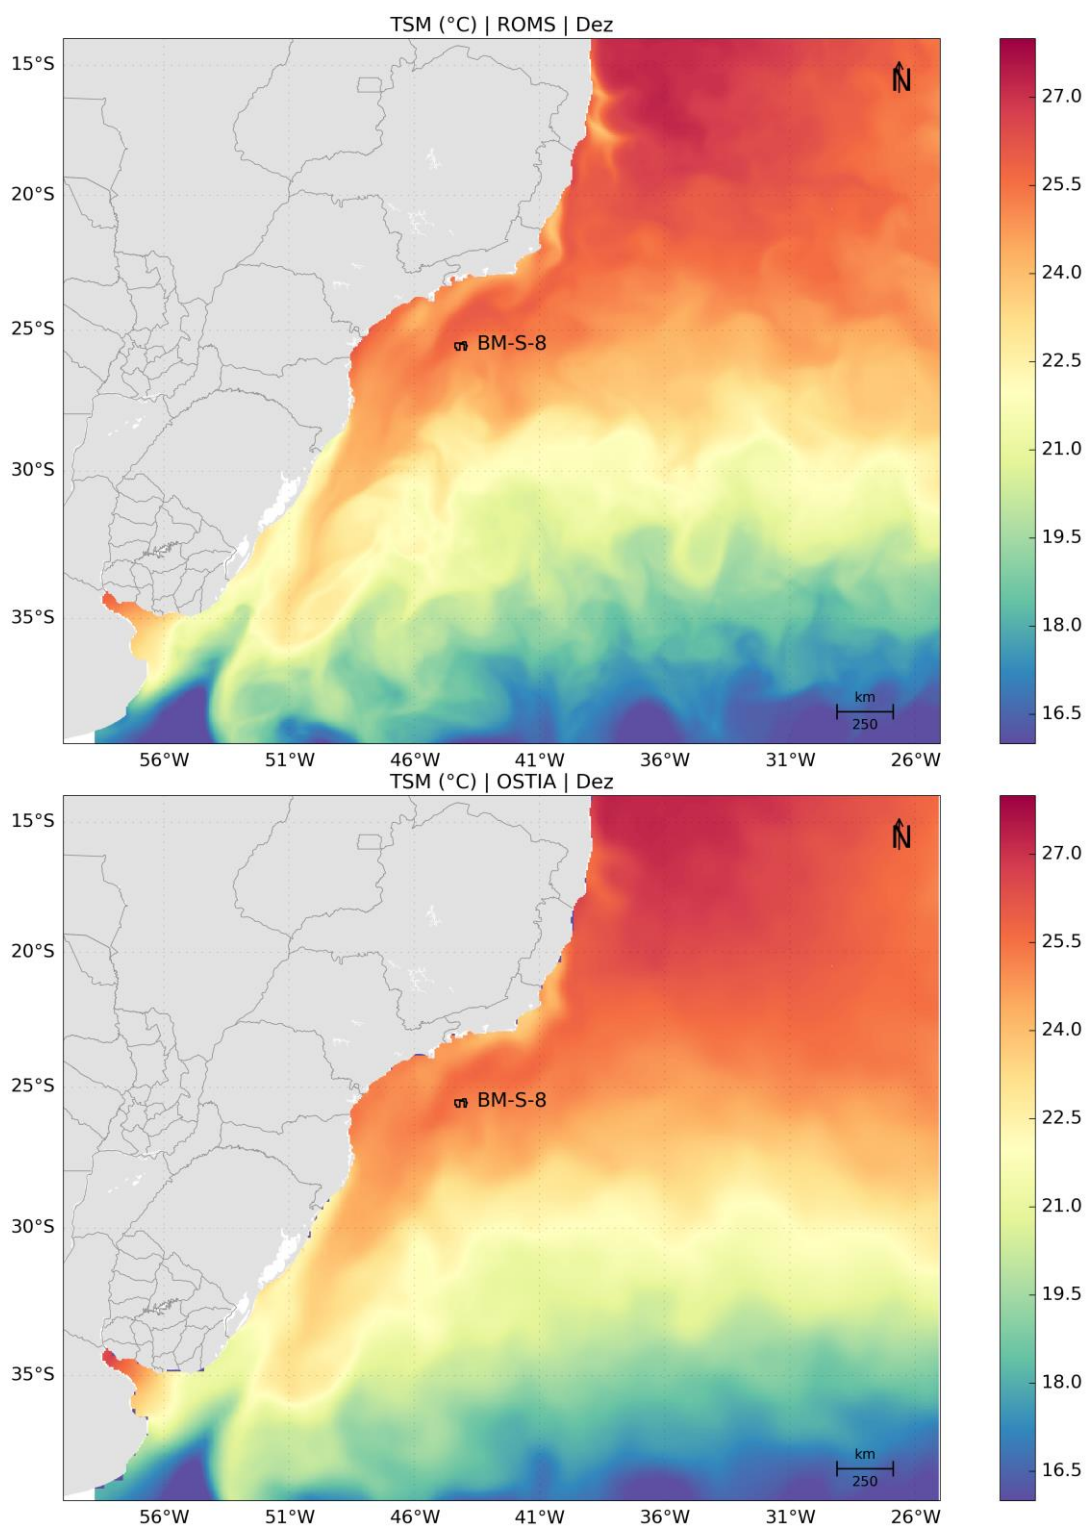 TSM (°C) | ROMS | Dez
15°S
20°S
25°S
30°S
35°S
N
BM-S-8
km
250
56°W
51°W
46°W
41°W
36°W
31°W
26°W
27.0
25.5
24.0
22.5
21.0
19.5
18.0
16.5
TSM (°C) | OSTIA | Dez
15°S
20°S
25°S
30°S
35°S
N
BM-S-8
km
250
56°W
51°W
46°W
41°W
36°W
31°W
26°W
27.0
25.5
24.0
22.5
21.0
19.5
18.0
16.5